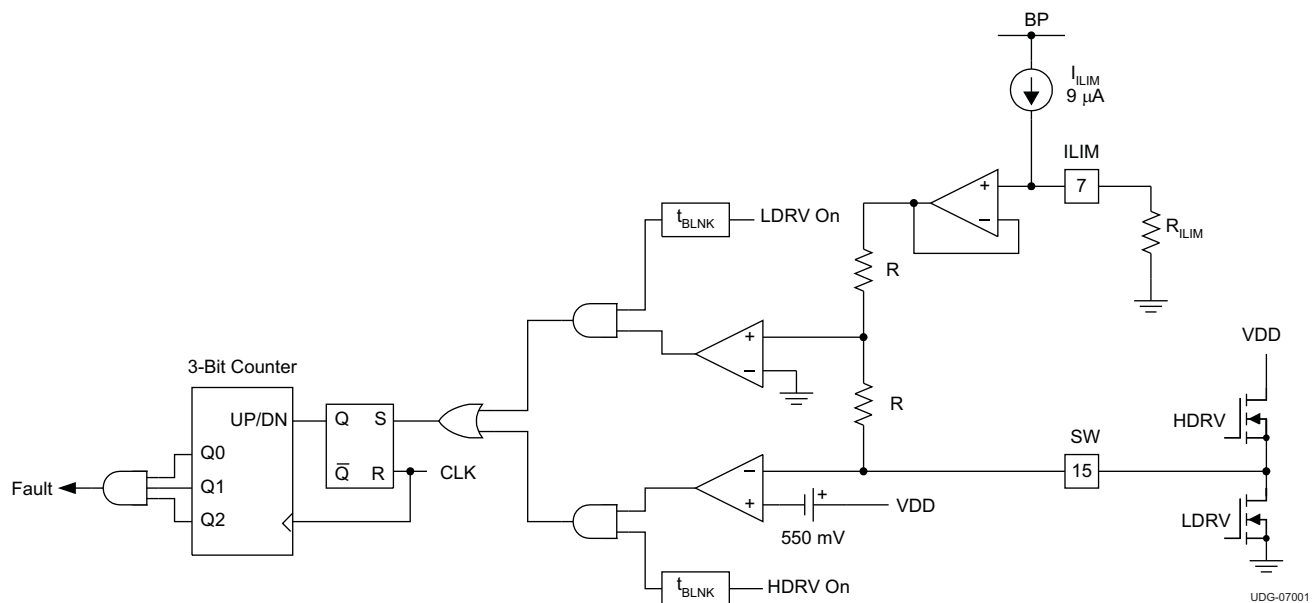 BP
I_ILIM
9 μA
ILIM
7
+
−
R_ILIM
t_BLNK
LDRV On
R
+
−
VDD
3-Bit Counter
R
HDRV
UP/DN
Q
S
SW
15
Q0
Q̅
R
CLK
−
Fault
Q1
+
+
VDD
LDRV
Q2
550 mV
t_BLNK
HDRV On
UDG-07001